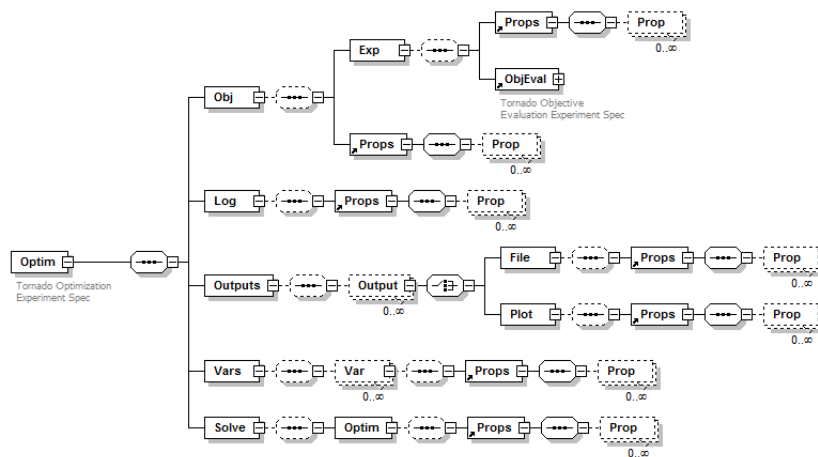 Props
Prop
0..∞
Exp
ObjEval
Tornado Objective
Evaluation Experiment Spec
Obj
Props
Prop
0..∞
Log
Props
Prop
0..∞
Optim
Tornado Optimization
Experiment Spec
File
Props
Prop
0..∞
Outputs
Output
0..∞
Plot
Props
Prop
0..∞
Vars
Var
0..∞
Props
Prop
0..∞
Solve
Optim
Props
Prop
0..∞